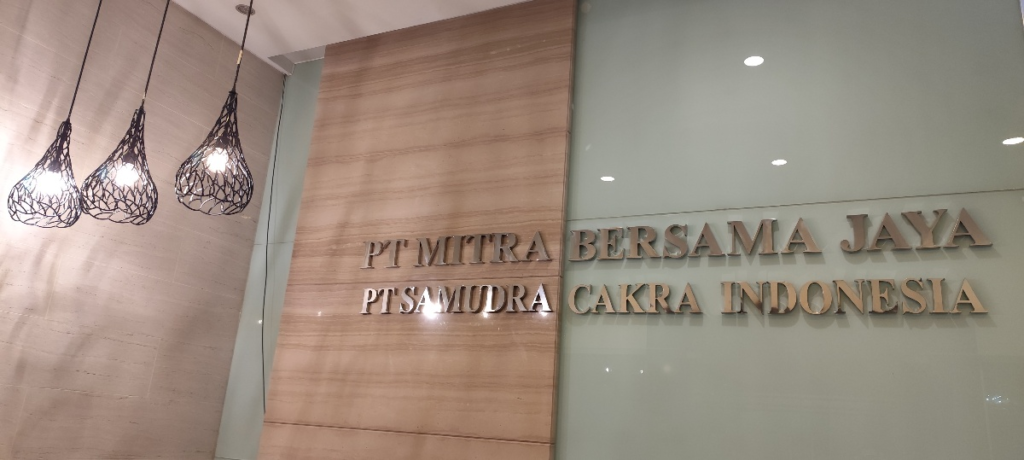 PT MITRA BERSAMA JAYA
PT SAMUDRA CAKRA INDONESIA